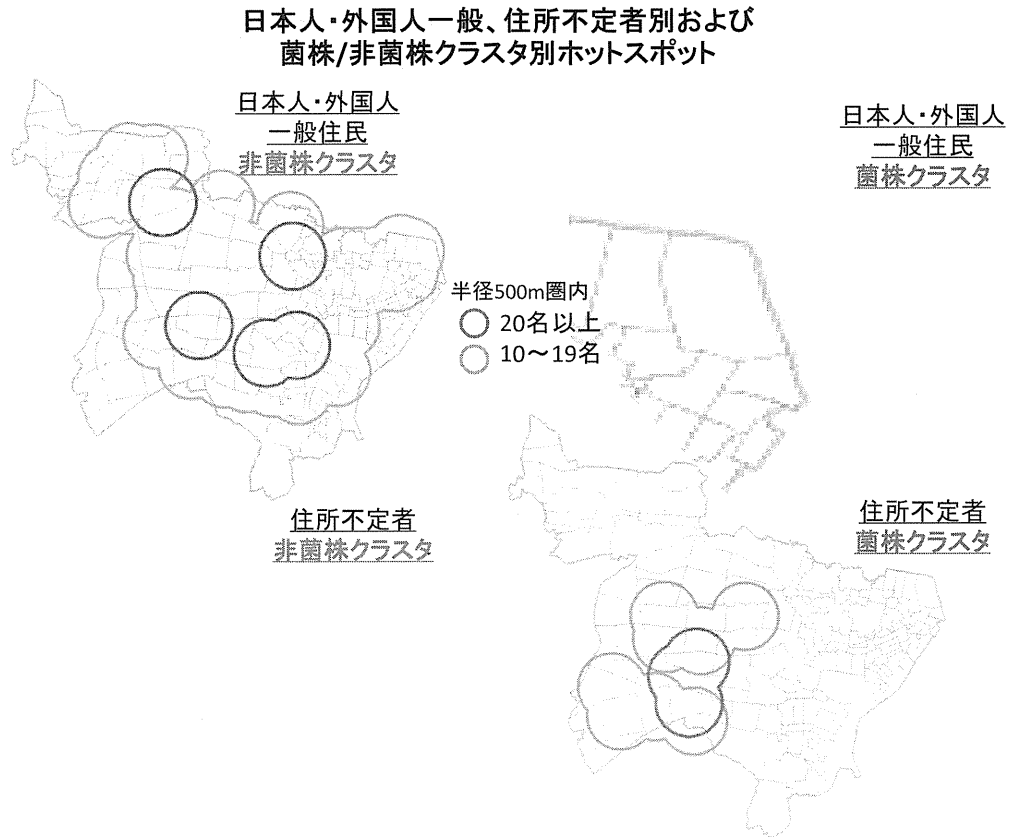 日本人・外国人一般、住所不定者別および
菌株/非菌株クラスタ別ホットスポット
日本人・外国人
一般住民
非菌株クラスタ
日本人・外国人
一般住民
菌株クラスタ
半径500m圏内
20名以上
10～19名
住所不定者
非菌株クラスタ
住所不定者
菌株クラスタ